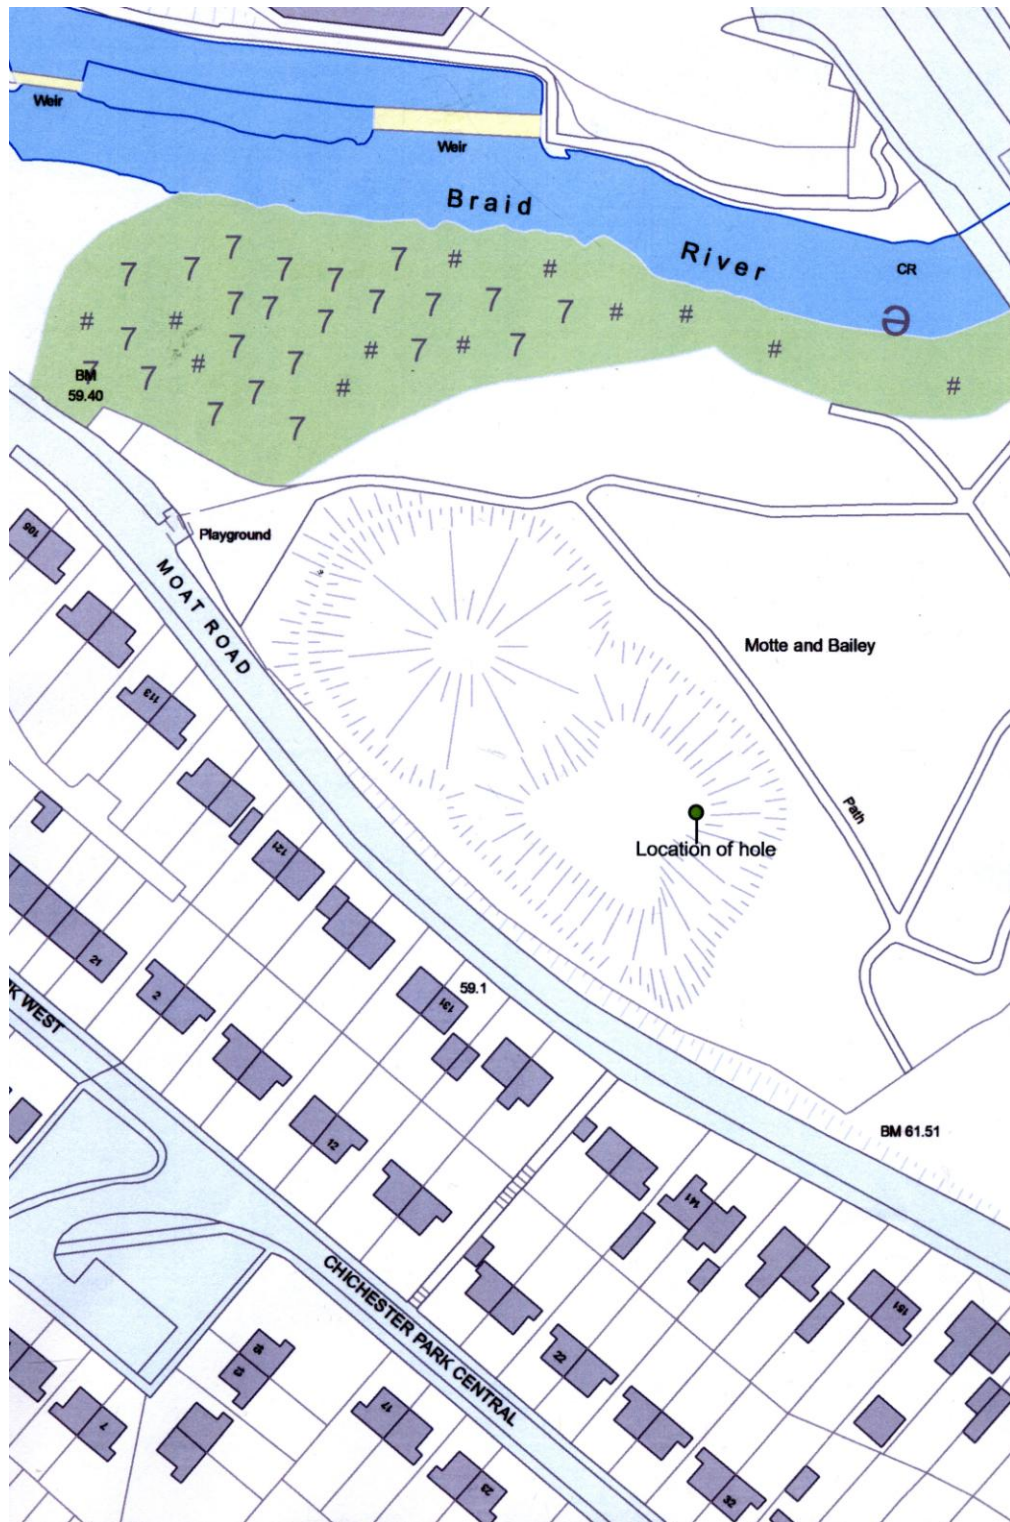 Weir
Weir
Braid
River
CR
BM
59.40
Playground
105
MOAT ROAD
Motte and Bailey
113
Path
Location of hole
121
21
2
59.1
131
K WEST
12
BM 61.51
141
151
CHICHESTER PARK CENTRAL
22
7
17
23
32